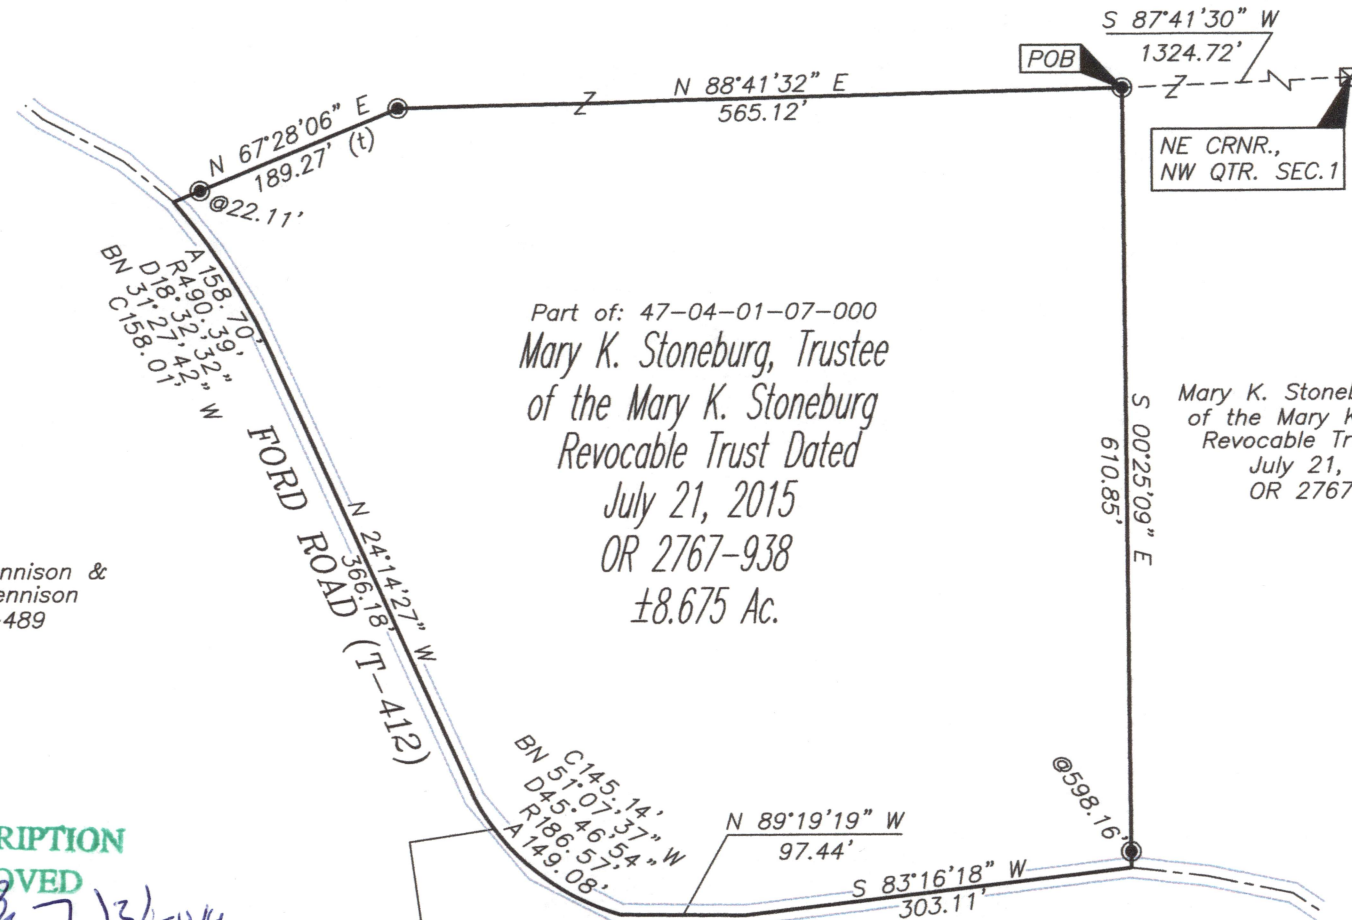 S 87°41'30" W
1324.72'
POB
N 88°41'32" E
565.12'
N 67°28'06" E
189.27' (t)
@22.11'
NE CRNR.,
NW QTR. SEC.1
A 158.70'
R490.39'
D18°32'32"
BN 31°27'42" W
C158.01'
Part of: 47-04-01-07-000
Mary K. Stoneburg, Trustee
of the Mary K. Stoneburg
Revocable Trust Dated
July 21, 2015
OR 2767-938
±8.675 Ac.
S 00°25'09" E
610.85'
Mary K. Stoneb
of the Mary K
Revocable Tr
July 21,
OR 2767
FORD ROAD (T-412)
N 24°14'27" W
366.18'
nnison &
ennison
-489
C145.14'
BN 51°07'37" W
D45°46'54"
R186.57'
A 149.08'
N 89°19'19" W
97.44'
@598.16'
S 83°16'18" W
303.11'
RIPTION
OVED